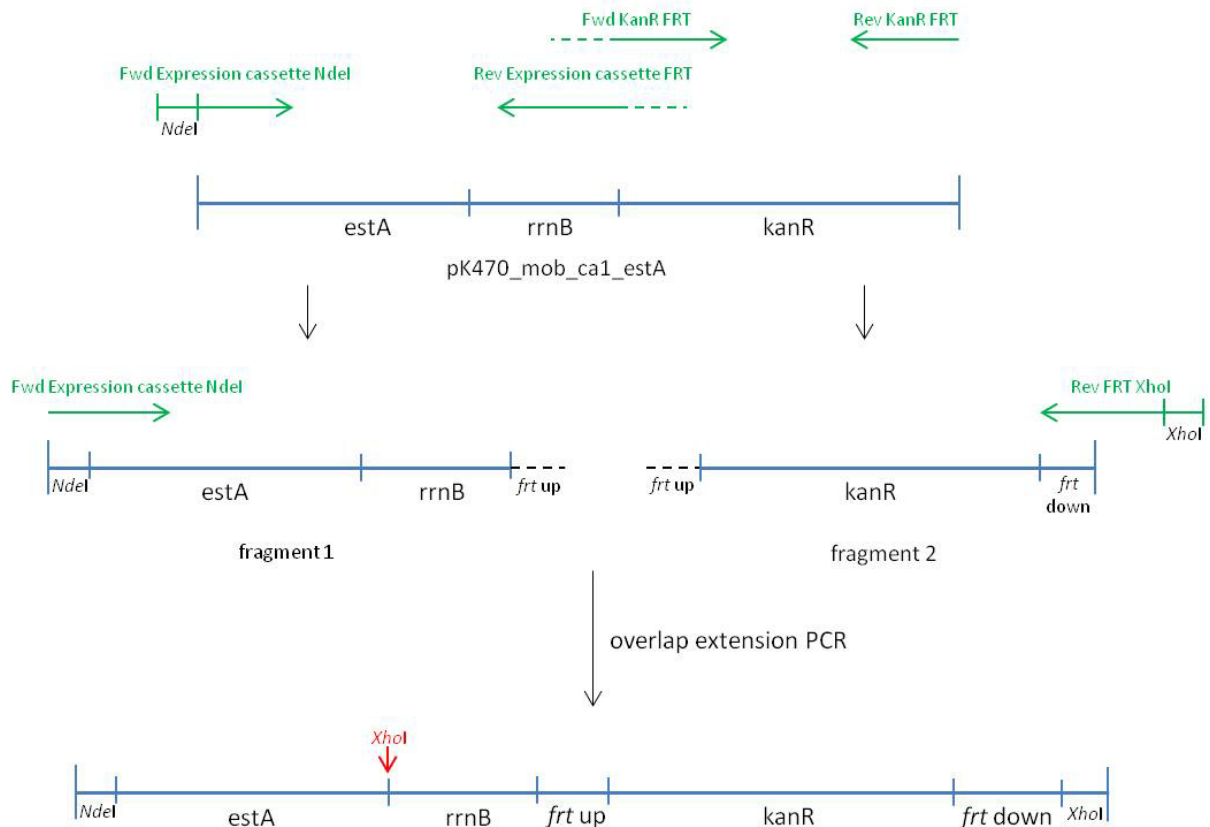 Fwd KanR FRT
Rev KanR FRT
Fwd Expression cassette NdeI
Rev Expression cassette FRT
NdeI
estA
rrnB
kanR
pK470_mob_ca1_estA
Fwd Expression cassette NdeI
Rev FRT XhoI
XhoI
NdeI
estA
rrnB
frt up
frt up
kanR
frt
down
fragment 1
fragment 2
overlap extension PCR
XhoI
NdeI
estA
rrnB
frt up
kanR
frt down
XhoI